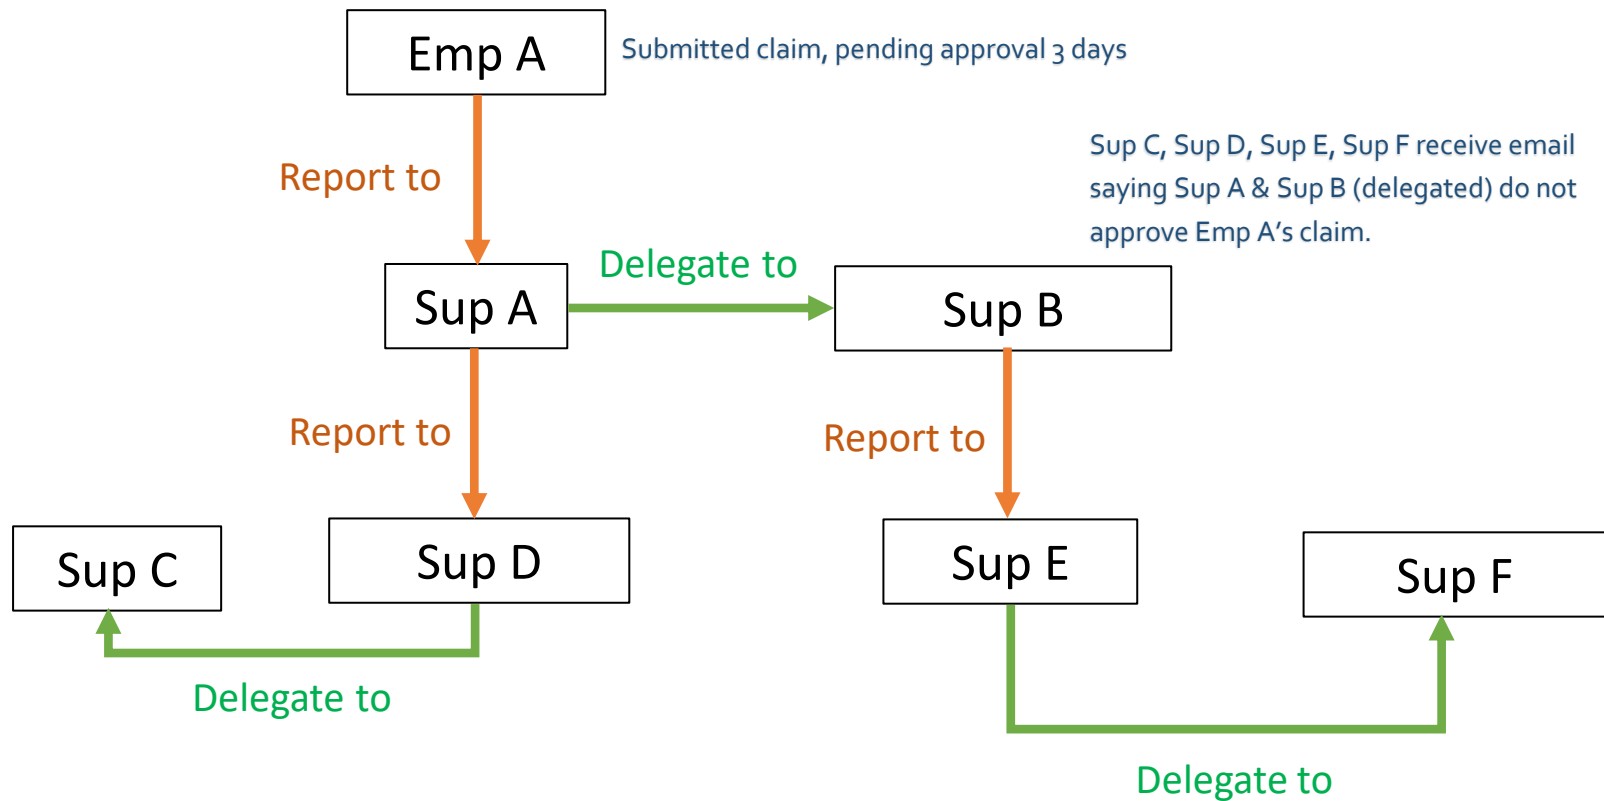 Emp A
Submitted claim, pending approval 3 days
Sup C, Sup D, Sup E, Sup F receive email
saying Sup A & Sup B (delegated) do not
approve Emp A’s claim.
Report to
Delegate to
Sup A
Sup B
Report to
Report to
Sup C
Sup D
Sup E
Sup F
Delegate to
Delegate to